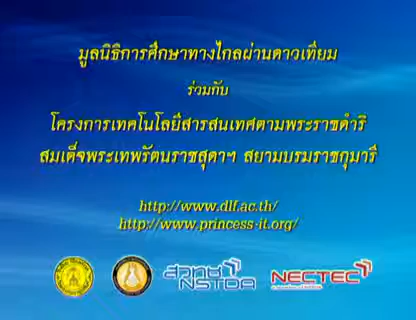 มูลนิธิการศึกษาทางไกลผ่านดาวเทียม
ร่วมกับ
โครงการเทคโนโลยีสารสนเทศตามพระราชดำริ
สมเด็จพระเทพรัตนราชสุดาฯ สยามบรมราชกุมารี
http://www.dlf.ac.th/
http://www.princess-it.org/
สวทช
NSTDA
NECTEC